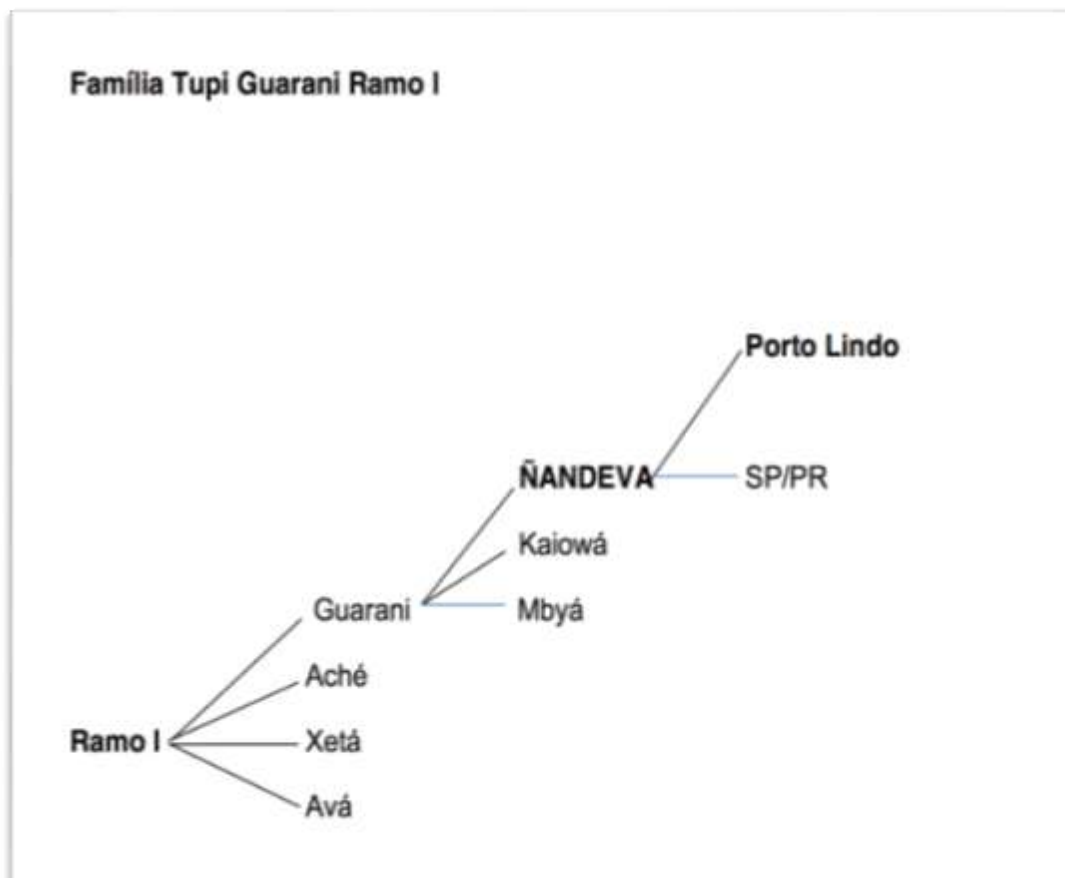 Família Tupi Guarani Ramo I
Porto Lindo
ÑANDEVA
SP/PR
Kaiowá
Guarani
Mbyá
Aché
Ramo I
Xetá
Avá